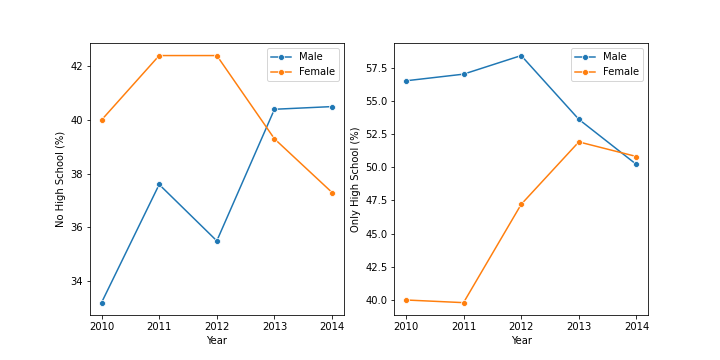 No High School (%)
42
40
38
36
34
2010 2011 2012 2013 2014
Year
Male
Female
Only High School (%)
57.5
55.0
52.5
50.0
47.5
45.0
42.5
40.0
2010 2011 2012 2013 2014
Year
Male
Female